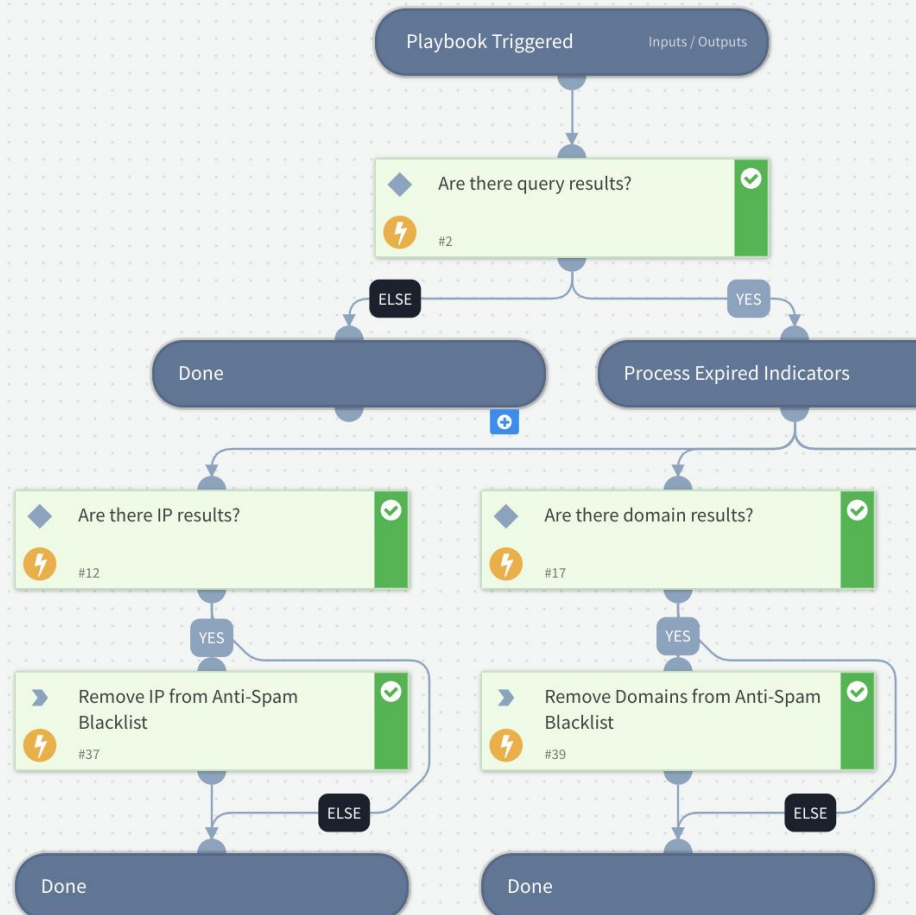 Playbook Triggered
Inputs / Outputs
Are there query results?
#2
ELSE
YES
Done
Process Expired Indicators
Are there IP results?
#12
Are there domain results?
#17
YES
YES
Remove IP from Anti-Spam
Blacklist
#37
Remove Domains from Anti-Spam
Blacklist
#39
ELSE
ELSE
Done
Done